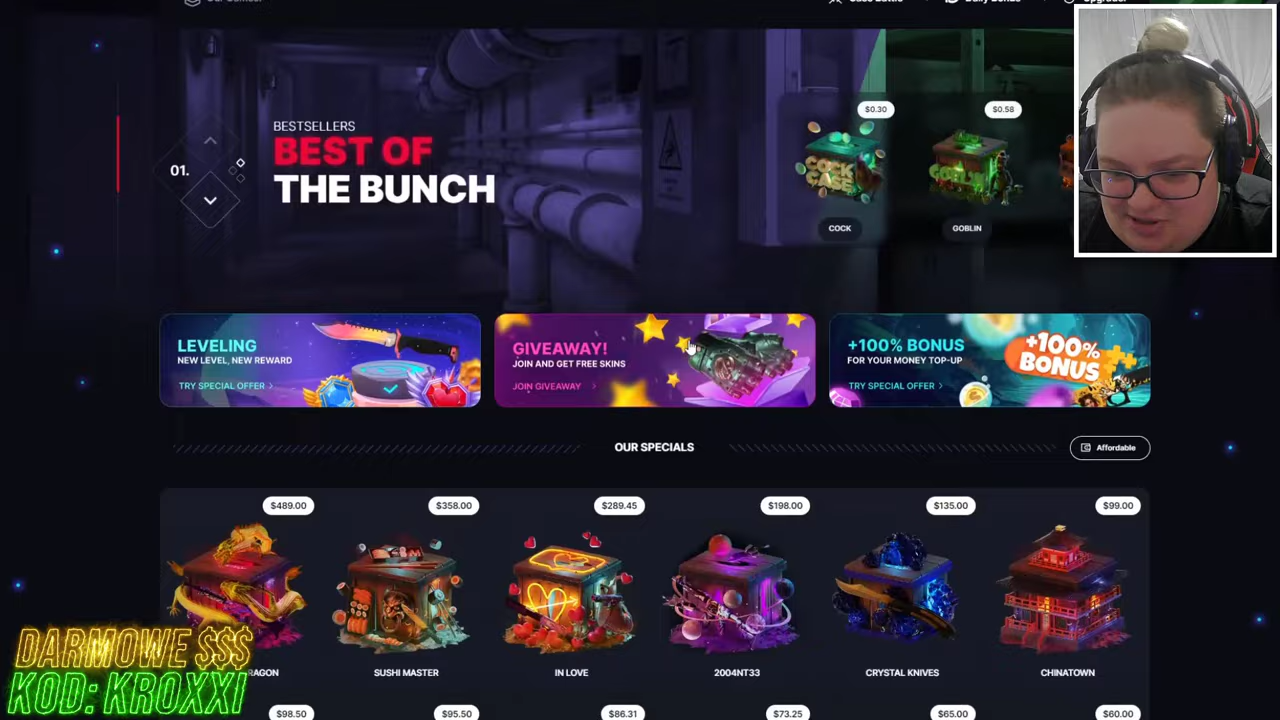 BESTSELLERS
BEST OF
THE BUNCH
01.
$0.30
$0.58
COCK
CASE
GOBLIN
COCK
GOBLIN
LEVELING
NEW LEVEL, NEW REWARD
TRY SPECIAL OFFER
GIVEAWAY!
JOIN AND GET FREE SKINS
JOIN GIVEAWAY
+100% BONUS
FOR YOUR MONEY TOP-UP
TRY SPECIAL OFFER
+100%
BONUS
OUR SPECIALS
Affordable
$489.00
$358.00
$289.45
$198.00
$135.00
$99.00
SUSHI MASTER
IN LOVE
2004NT33
CRYSTAL KNIVES
CHINATOWN
$98.50
$95.50
$86.31
$73.25
$65.00
$60.00
DARMOWE $$$
KOD: KROXXI